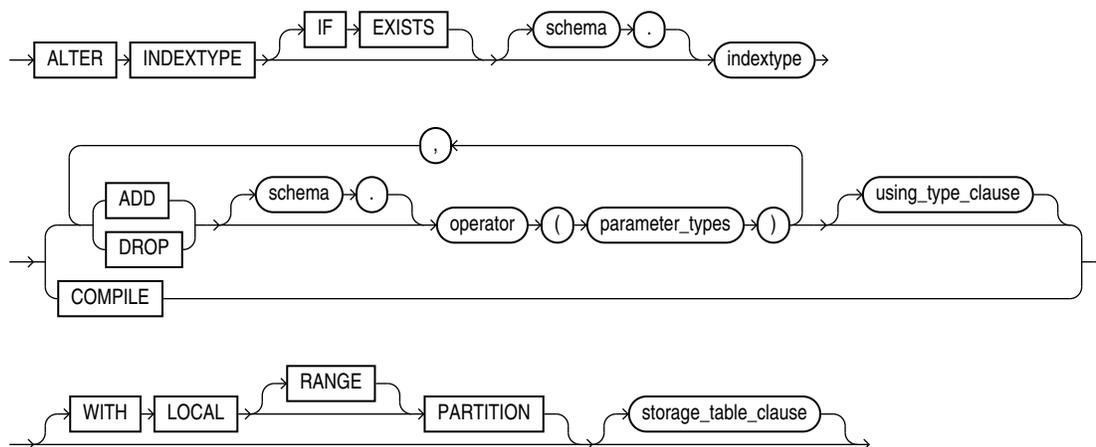 IF EXISTS schema .
ALTER INDEXTYPE indextype
,
ADD schema . using_type_clause
operator ( parameter_types )
DROP
COMPILE
RANGE
WITH LOCAL PARTITION storage_table_clause